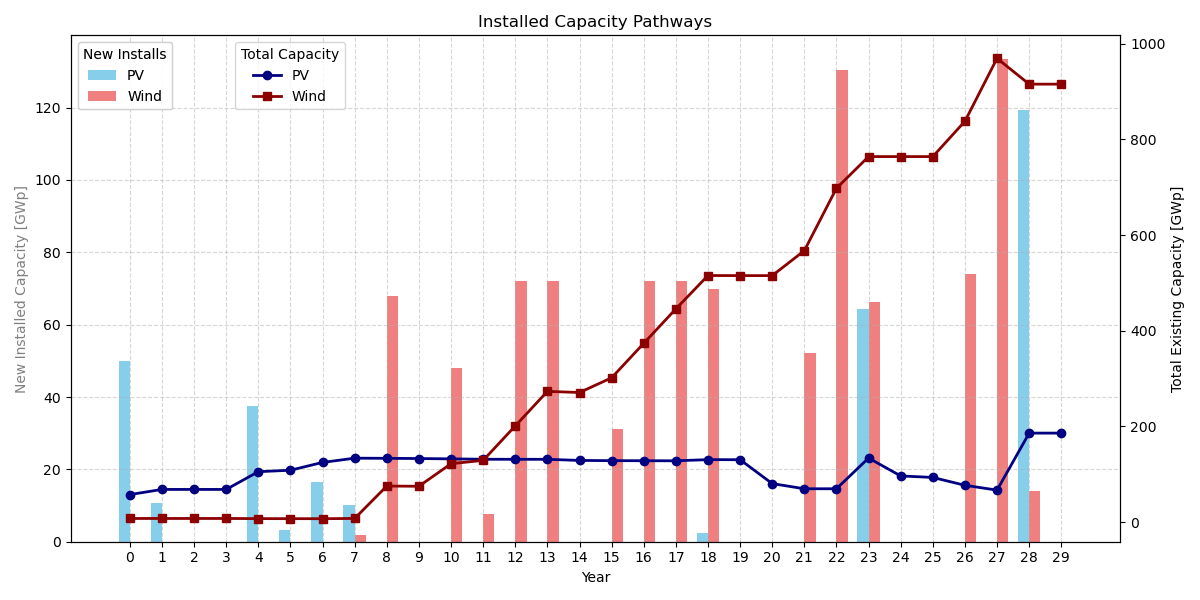 Installed Capacity Pathways
New Installs
PV
Wind
Total Capacity
PV
Wind
New Installed Capacity [GWp]
120
100
80
60
40
20
0
1000
800
600
400
200
0
Total Existing Capacity [GWp]
0 1 2 3 4 5 6 7 8 9 10 11 12 13 14 15 16 17 18 19 20 21 22 23 24 25 26 27 28 29
Year